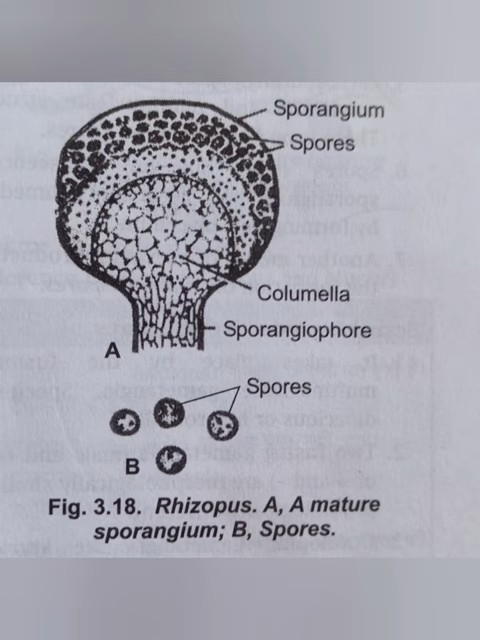 Sporangium
Spores
Columella
Sporangiophore
A
Spores
B
Fig. 3.18. Rhizopus. A, A mature
sporangium; B, Spores.